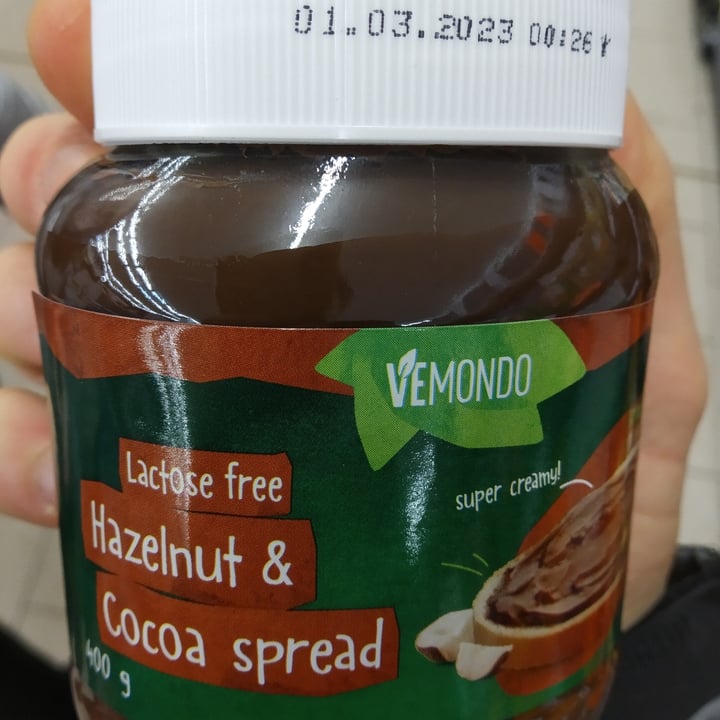 01.03.2023 00:26
VEMONDO
Lactose free
super creamy!
Hazelnut &
Cocoa spread
400 g